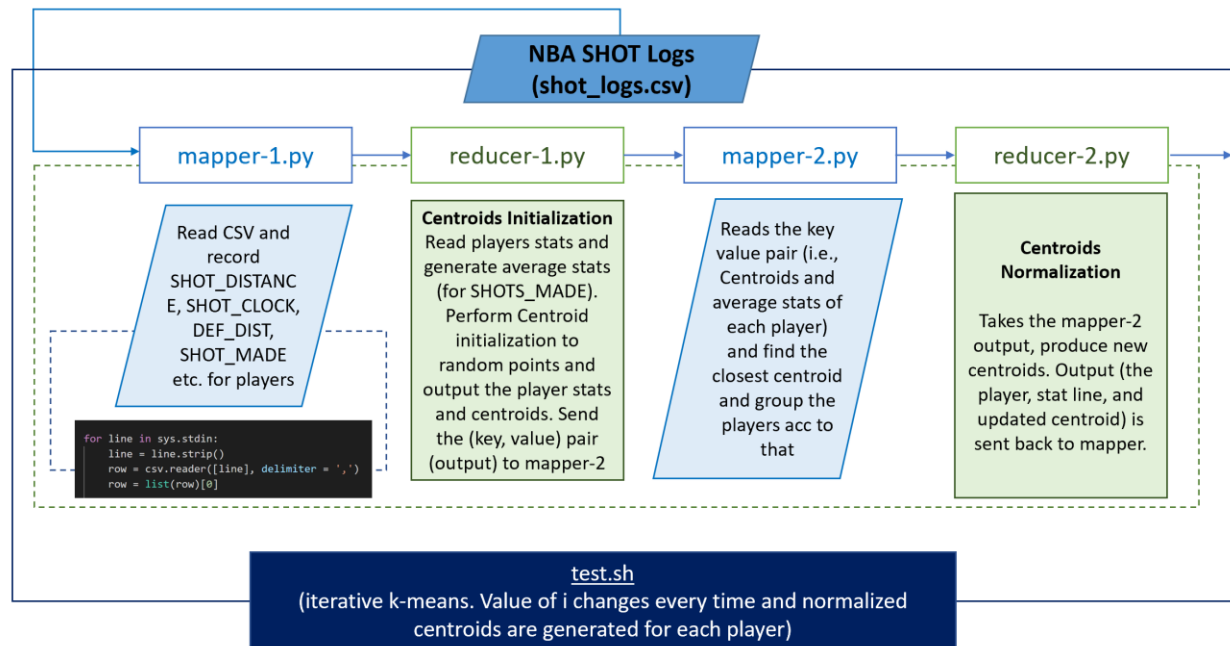 NBA SHOT Logs
(shot_logs.csv)
mapper-1.py
reducer-1.py
mapper-2.py
reducer-2.py
Read CSV and
record
SHOT_DISTANC
E, SHOT_CLOCK,
DEF_DIST,
SHOT_MADE
etc. for players
for line in sys.stdin:
    line = line.strip()
    row = csv.reader([line], delimiter = ',')
    row = list(row)[0]
Centroids Initialization
Read players stats and
generate average stats
(for SHOTS_MADE).
Perform Centroid
initialization to
random points and
output the player stats
and centroids. Send
the (key, value) pair
(output) to mapper-2
Reads the key
value pair (i.e.,
Centroids and
average stats of
each player)
and find the
closest centroid
and group the
players acc to
that
Centroids
Normalization
Takes the mapper-2
output, produce new
centroids. Output (the
player, stat line, and
updated centroid) is
sent back to mapper.
test.sh
(iterative k-means. Value of i changes every time and normalized
centroids are generated for each player)